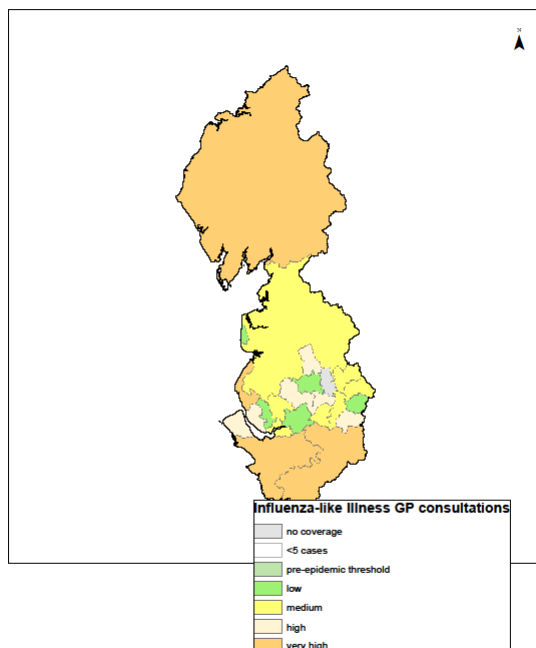 N
Influenza-like Illness GP consultations
no coverage
<5 cases
pre-epidemic threshold
low
medium
high
very high